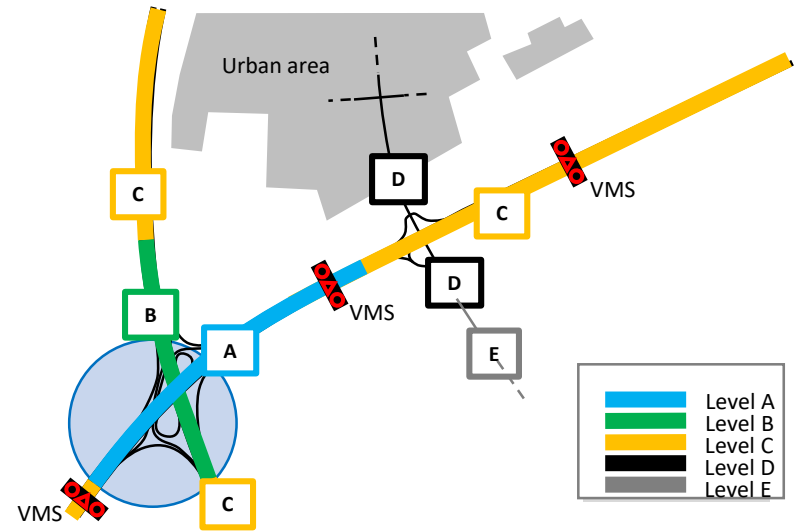 Urban area
D
C
C
VMS
D
B
VMS
A
E
C
VMS
Level A
Level B
Level C
Level D
Level E